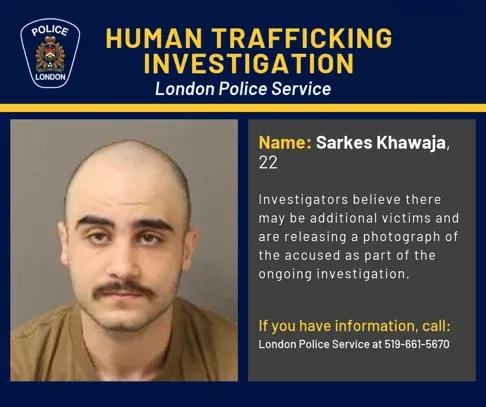 POLICE
LONDON
HUMAN TRAFFICKING
INVESTIGATION
London Police Service
Name: Sarkes Khawaja,
22
Investigators believe there
may be additional victims and
are releasing a photograph of
the accused as part of the
ongoing investigation.
If you have information, call:
London Police Service at 519-661-5670